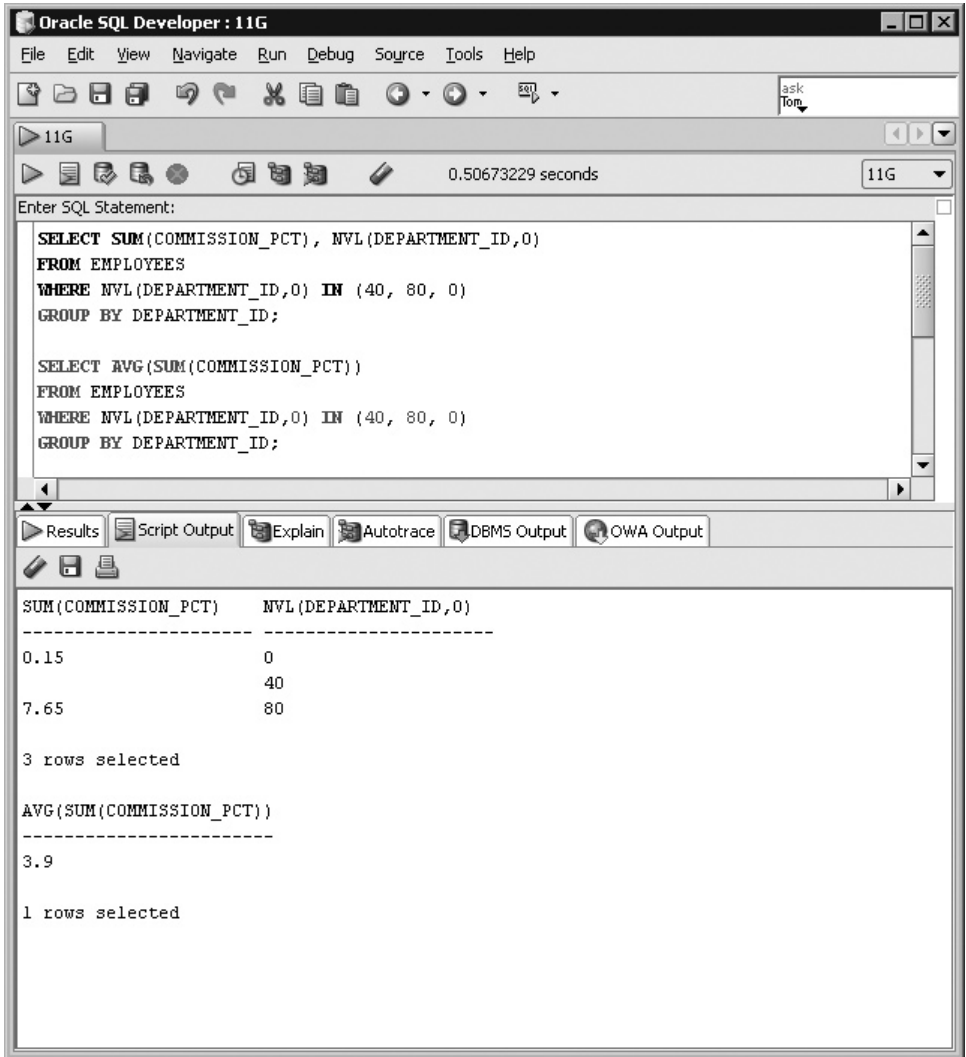 Oracle SQL Developer : 11G
File Edit View Navigate Run Debug Source Tools Help
ask
Tom
11G
0.50673229 seconds
11G
Enter SQL Statement:
SELECT SUM(COMMISSION_PCT), NVL(DEPARTMENT_ID,0)
FROM EMPLOYEES
WHERE NVL(DEPARTMENT_ID,0) IN (40, 80, 0)
GROUP BY DEPARTMENT_ID;
SELECT AVG(SUM(COMMISSION_PCT))
FROM EMPLOYEES
WHERE NVL(DEPARTMENT_ID,0) IN (40, 80, 0)
GROUP BY DEPARTMENT_ID;
Results Script Output Explain Autotrace DBMS Output OWA Output
SUM(COMMISSION_PCT) NVL(DEPARTMENT_ID,0)
---------------------- ----------------------
0.15 0
40
7.65 80
3 rows selected
AVG(SUM(COMMISSION_PCT))
------------------------
3.9
1 rows selected